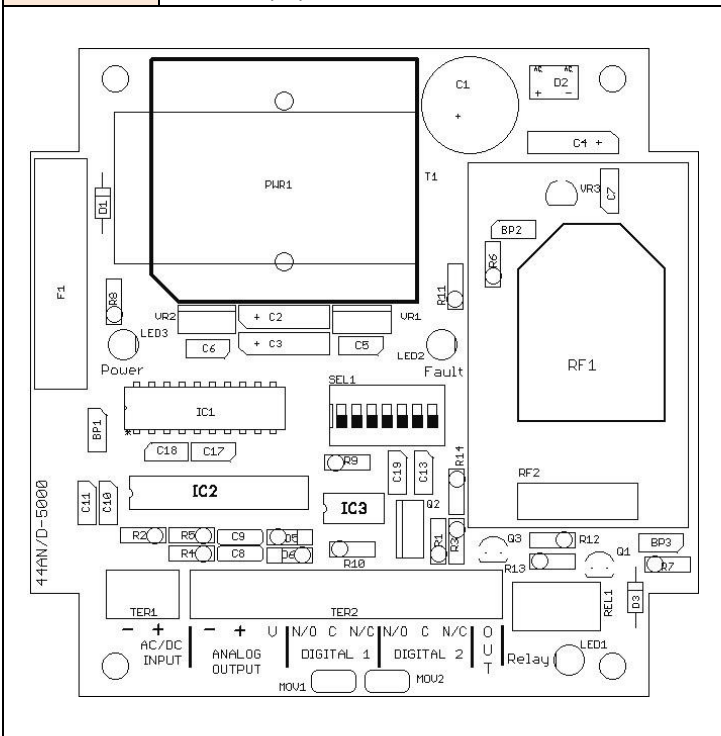 C1
AC AC
D2
+ -
+
C4 +
PWR1
T1
VR3
C7
D1
BP2
R6
F1
R8
R11
RF1
VR2
+ C2
VR1
LED3
C6
+ C3
C5
LED2
Power
Fault
SEL1
IC1
BP1
*
C18
C17
R9
C19
C13
R14
RF2
C11
C10
IC2
IC3
Q2
44AN/D-5000
R2
R5
C9
D5
R4
C8
D6
R10
R1
R3
Q3
R12
R13
Q1
BP3
R7
TER1
TER2
REL1
D3
- + - + U N/O C N/C N/O C N/C OUT
AC/DC
INPUT
ANALOG
OUTPUT
DIGITAL 1
DIGITAL 2
Relay
LED1
MOV1
MOV2